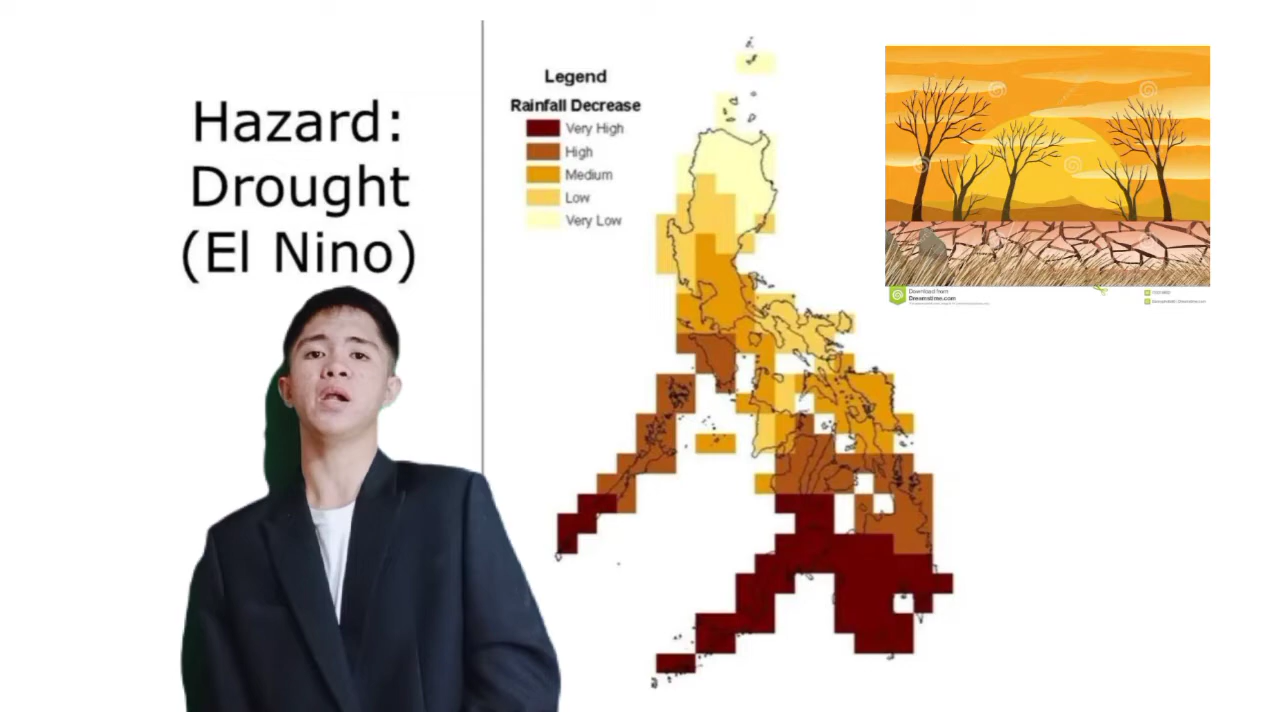 Hazard:
Drought
(El Nino)
Legend
Rainfall Decrease
Very High
High
Medium
Low
Very Low
Download from
Dreamstime.com